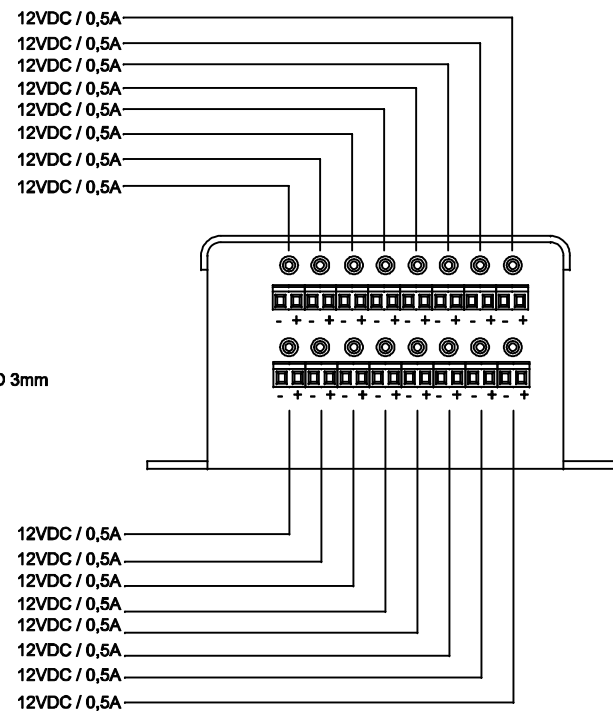 12VDC / 0,5A
12VDC / 0,5A
12VDC / 0,5A
12VDC / 0,5A
12VDC / 0,5A
12VDC / 0,5A
12VDC / 0,5A
12VDC / 0,5A
- + - + - + - + - + - + - + - +
3mm
- + - + - + - + - + - + - + - +
12VDC / 0,5A
12VDC / 0,5A
12VDC / 0,5A
12VDC / 0,5A
12VDC / 0,5A
12VDC / 0,5A
12VDC / 0,5A
12VDC / 0,5A